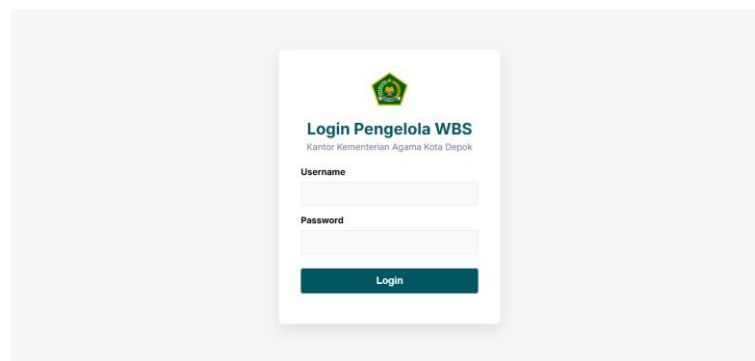 Login Pengelola WBS
Kantor Kementerian Agama Kota Depok
Username
Password
Login